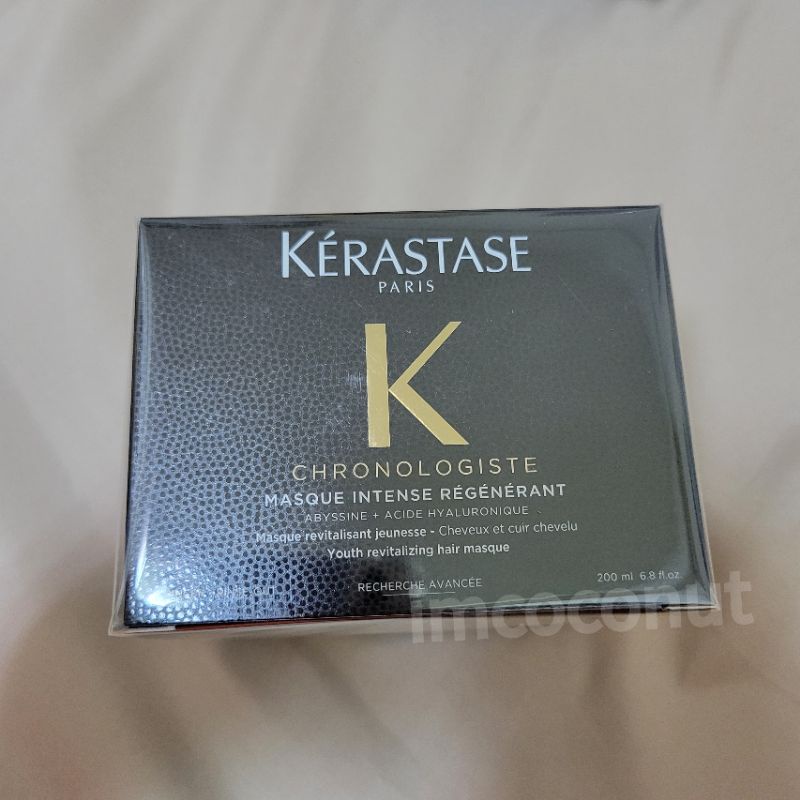 KÉRASTASE
PARIS
K
CHRONOLOGISTE
MASQUE INTENSE RÉGÉNÉRANT
ABYSSINE + ACIDE HYALURONIQUE
Masque revitalisant jeunesse - Cheveux et cuir chevelu
Youth revitalizing hair masque
RECHERCHE AVANCÉE
200 ml 6.8 fl.oz.
imcoconut